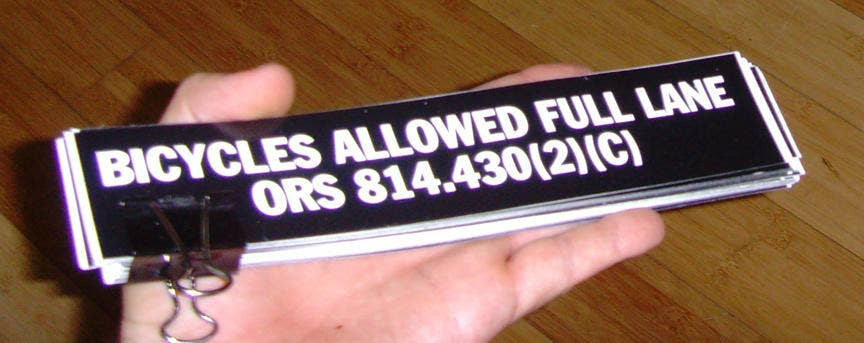 BICYCLES ALLOWED FULL LANE
ORS 814.430(2)(C)